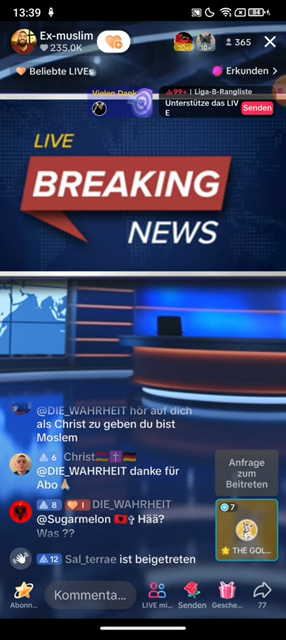 13:39
Ex-muslim
235.0K
10+
10+
365
Beliebte LIVEs
Erkunden >
Vielen Dank
99+ | Liga-B-Rangliste
Unterstütze das LIV
E
Senden
LIVE
BREAKING
NEWS
@DIE_WAHRHEIT hör auf dich
als Christ zu geben du bist
Moslem
6 Christ
@DIE_WAHRHEIT danke für
Abo
8 1 DIE_WAHRHEIT
@Sugarmelon Hää?
Was ??
12 Sal_terrae ist beigetreten
Anfrage
zum
Beitreten
7
THE GOL...
Abonn...
Kommenta...
LIVE mi...
Senden
Gesche...
77